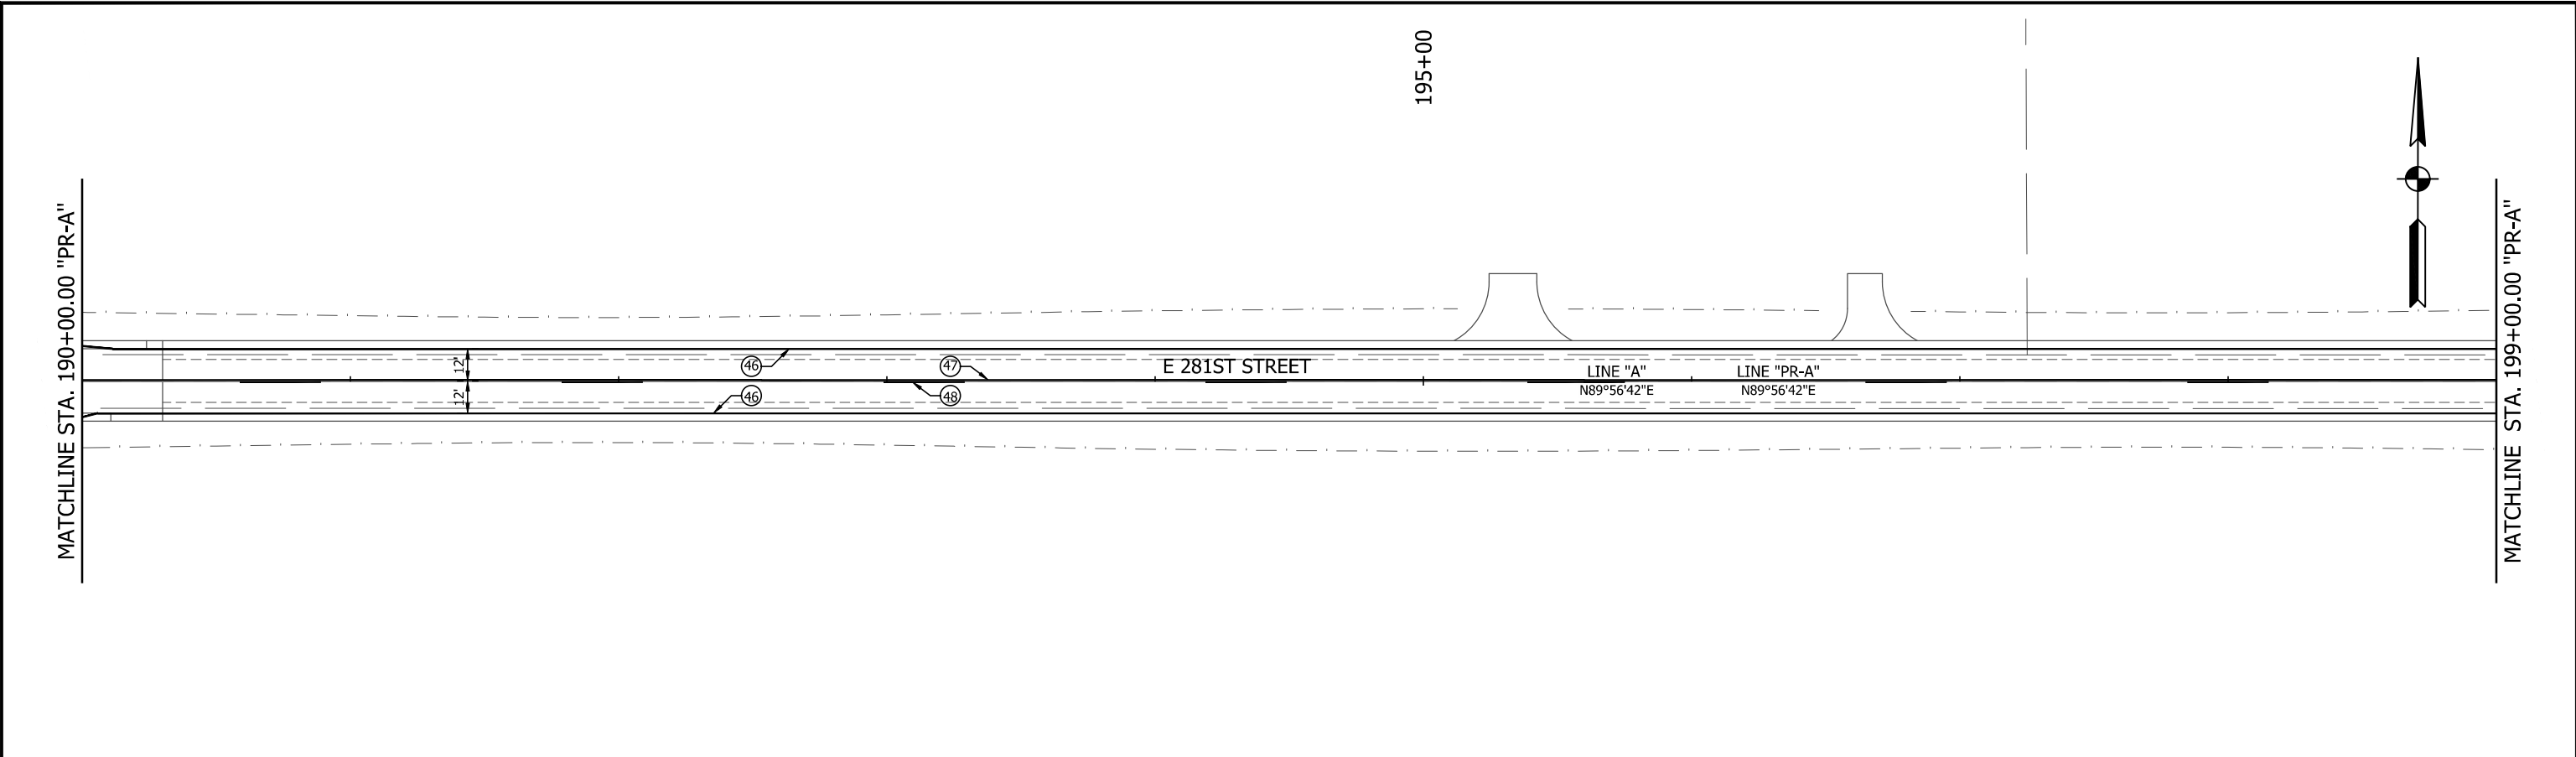 195+00
MATCHLINE STA. 190+00.00 "PR-A"
12'
12'
46
46
47
48
E 281ST STREET
LINE "A"
N89°56'42"E
LINE "PR-A"
N89°56'42"E
MATCHLINE STA. 199+00.00 "PR-A"